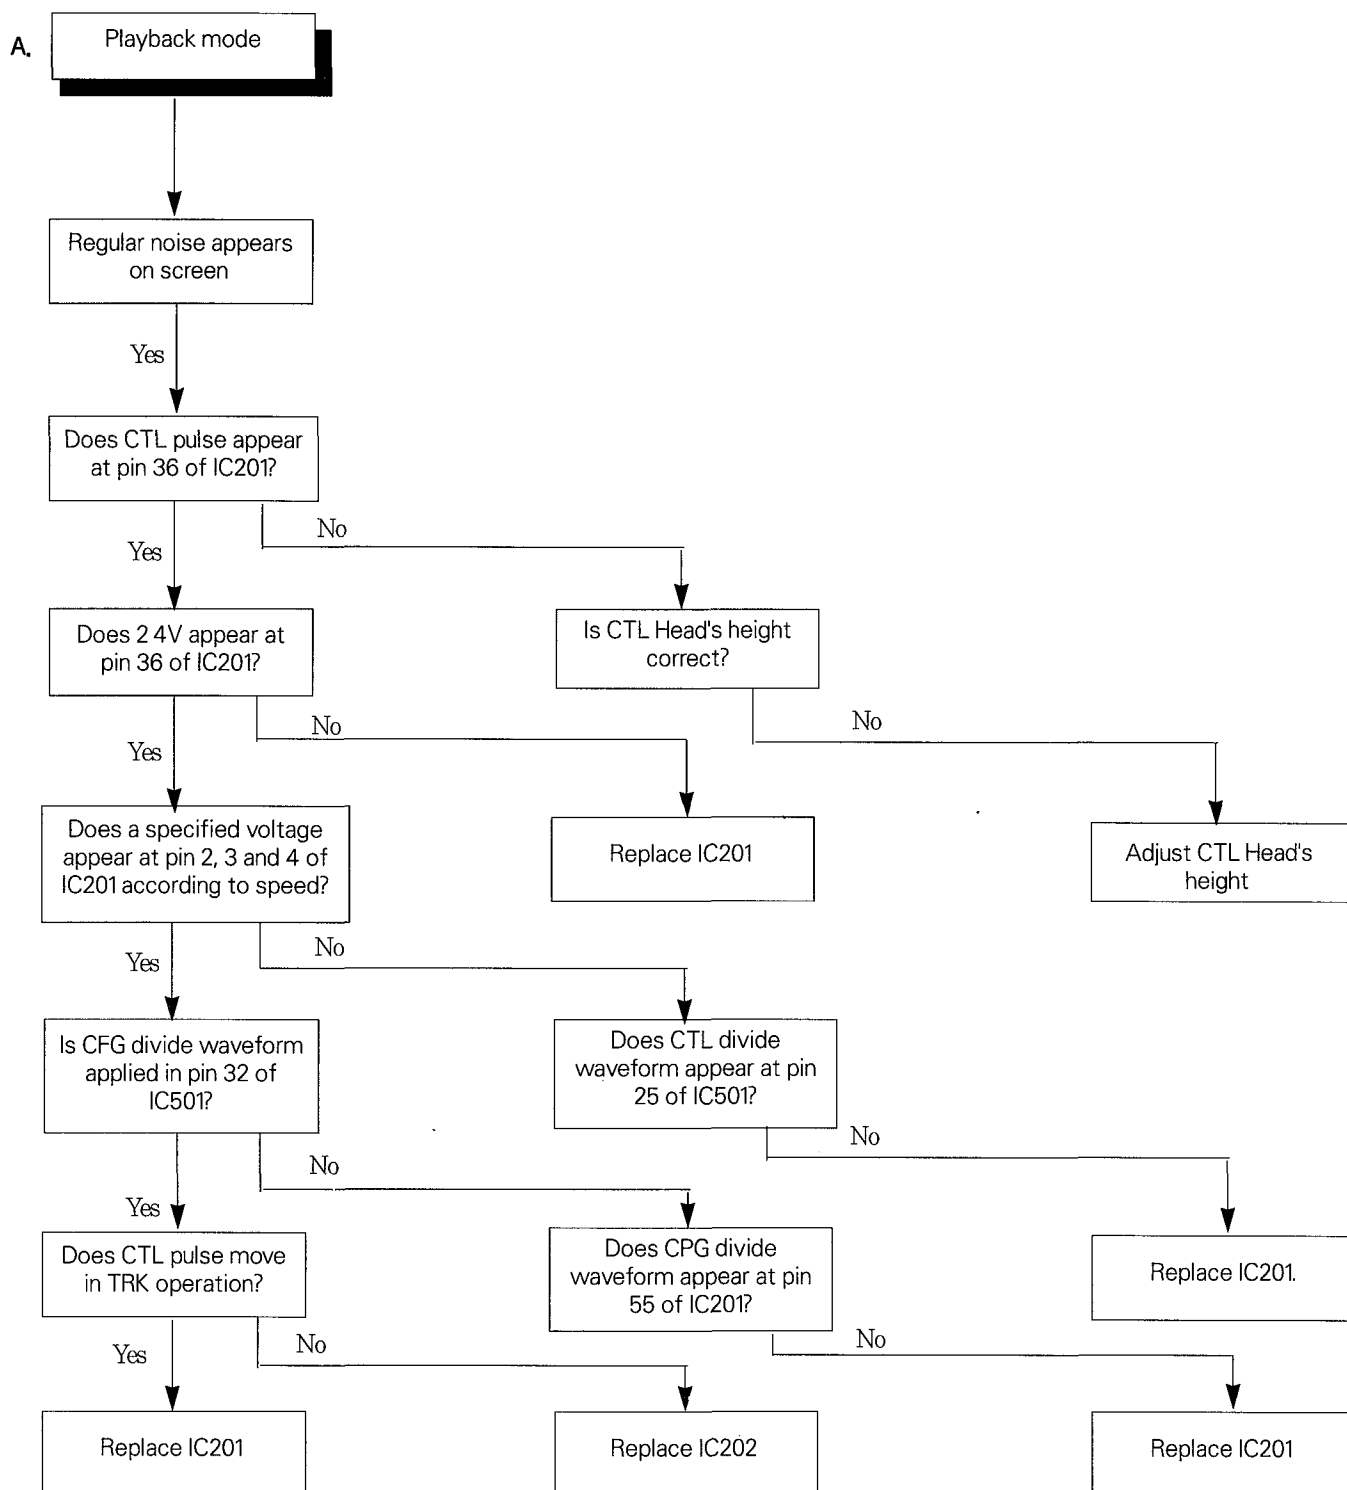 A.
Playback mode
Regular noise appears
on screen
Yes
Does CTL pulse appear
at pin 36 of IC201?
No
Yes
Does 2 4V appear at
pin 36 of IC201?
Is CTL Head's height
correct?
No
No
Yes
Does a specified voltage
appear at pin 2, 3 and 4 of
IC201 according to speed?
Replace IC201
Adjust CTL Head's
height
No
Yes
Is CFG divide waveform
applied in pin 32 of
IC501?
Does CTL divide
waveform appear at pin
25 of IC501?
No
No
Yes
Does CTL pulse move
in TRK operation?
Does CPG divide
waveform appear at pin
55 of IC201?
Replace IC201.
No
No
Yes
Replace IC201
Replace IC202
Replace IC201